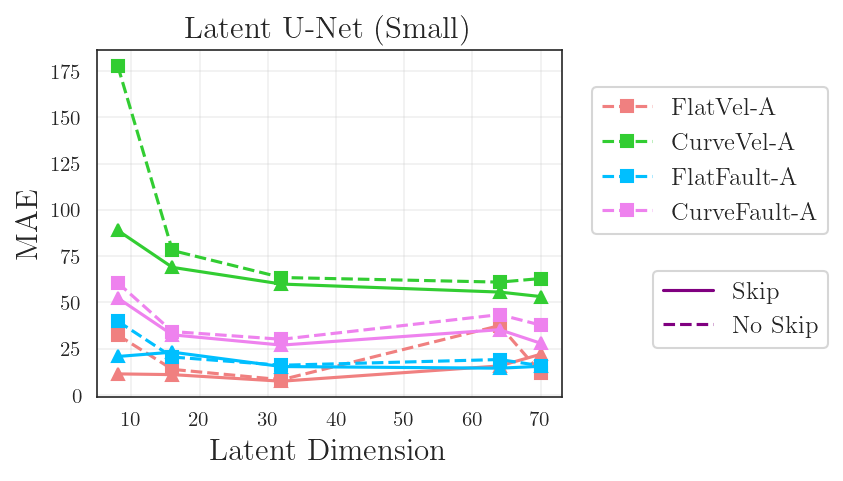 Latent U-Net (Small)
MAE
175
150
125
100
75
50
25
0
10 20 30 40 50 60 70
Latent Dimension
FlatVel-A
CurveVel-A
FlatFault-A
CurveFault-A
Skip
No Skip